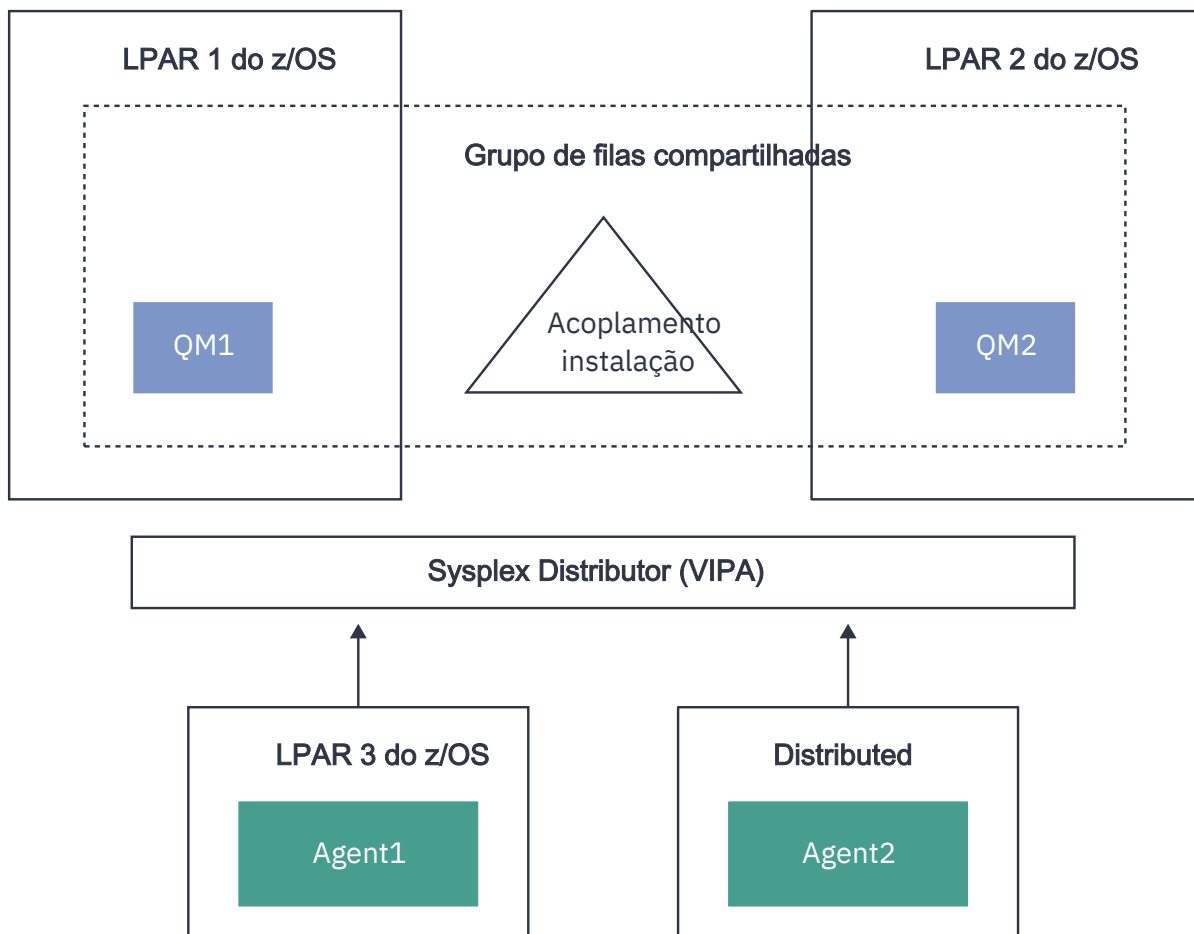 LPAR 1 do z/OS
LPAR 2 do z/OS
Grupo de filas compartilhadas
QM1
Acoplamento
instalação
QM2
Sysplex Distributor (VIPA)
LPAR 3 do z/OS
Distributed
Agent1
Agent2